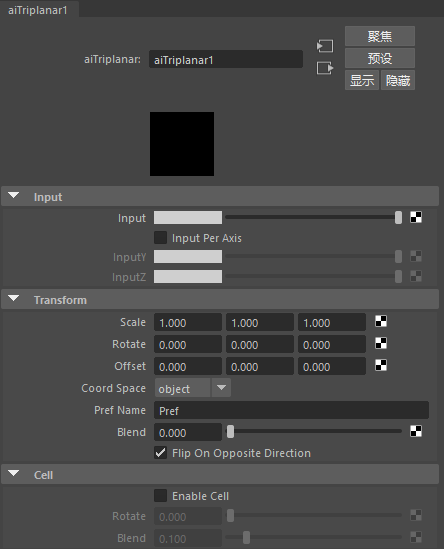 aiTriplanar1
聚焦
aiTriplanar: aiTriplanar1
预设
显示 隐藏
Input
Input
Input Per Axis
InputY
InputZ
Transform
Scale 1.000 1.000 1.000
Rotate 0.000 0.000 0.000
Offset 0.000 0.000 0.000
Coord Space object
Pref Name Pref
Blend 0.000
Flip On Opposite Direction
Cell
Enable Cell
Rotate 0.000
Blend 0.100